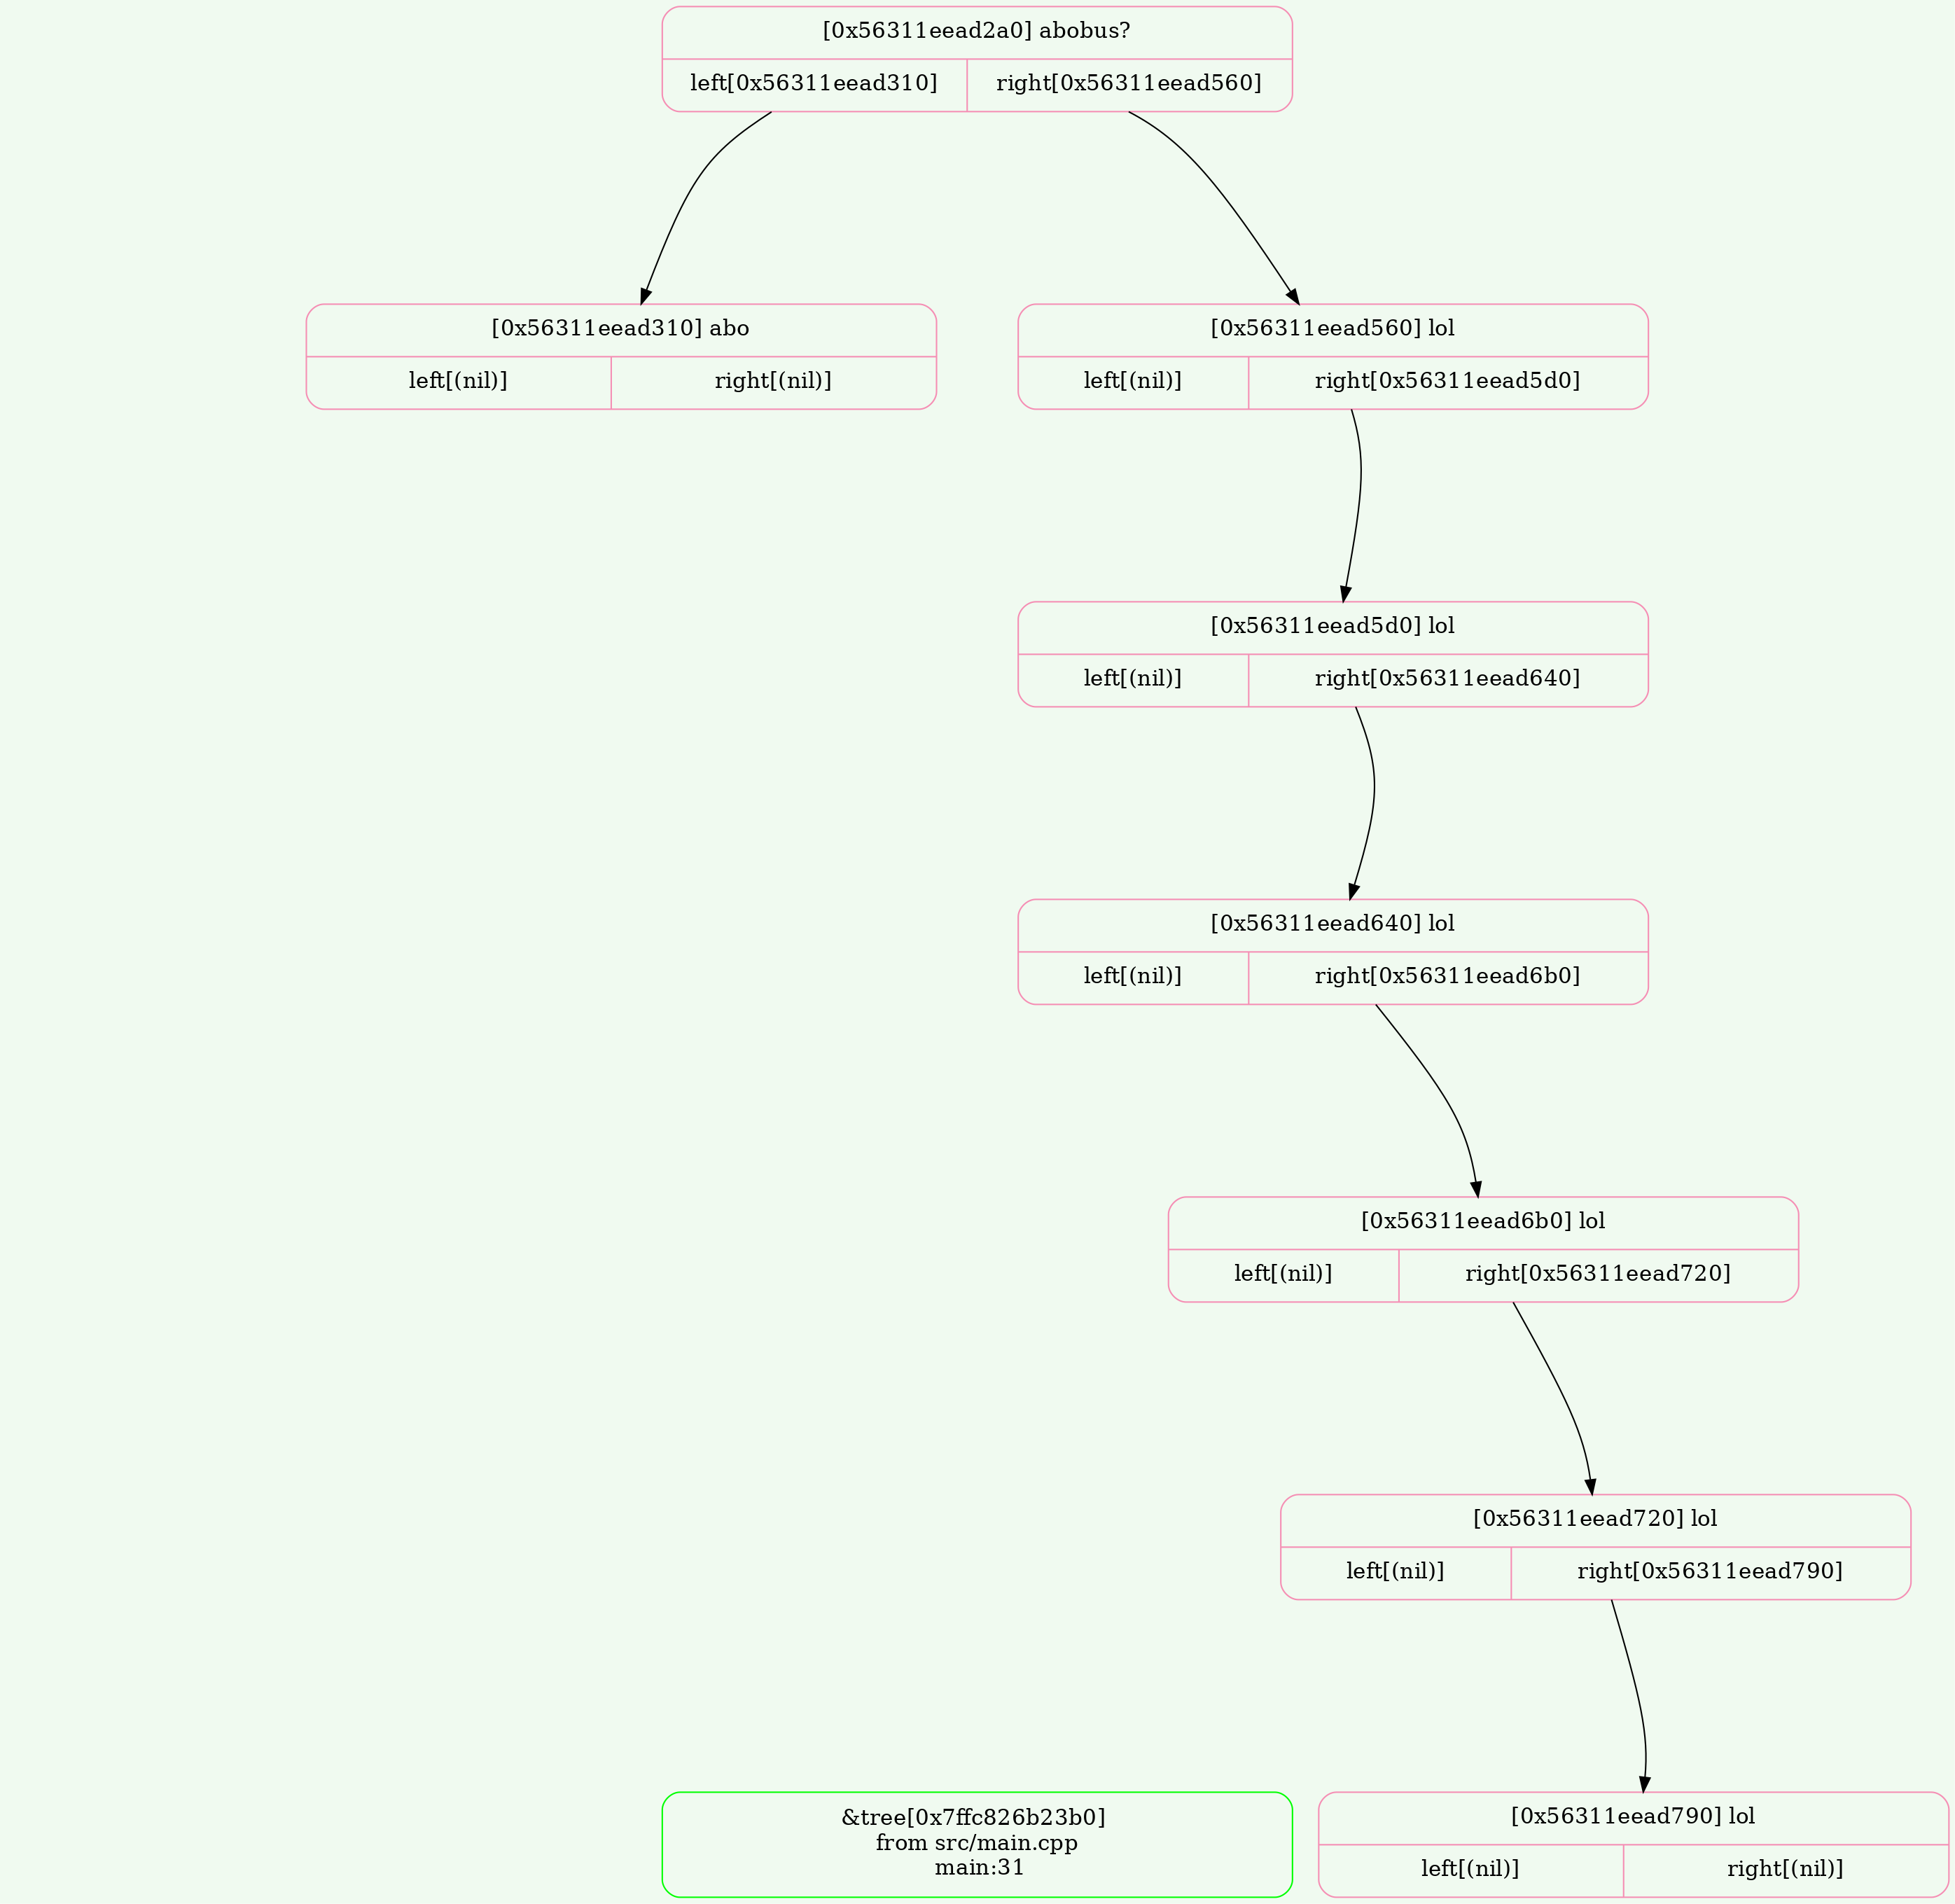 [0x56311eead2a0] abobus?
left[0x56311eead310]
right[0x56311eead560]
[0x56311eead310] abo
left[(nil)]
right[(nil)]
[0x56311eead560] lol
left[(nil)]
right[0x56311eead5d0]
[0x56311eead5d0] lol
left[(nil)]
right[0x56311eead640]
[0x56311eead640] lol
left[(nil)]
right[0x56311eead6b0]
[0x56311eead6b0] lol
left[(nil)]
right[0x56311eead720]
[0x56311eead720] lol
left[(nil)]
right[0x56311eead790]
&tree[0x7ffc826b23b0]
from src/main.cpp
main:31
[0x56311eead790] lol
left[(nil)]
right[(nil)]